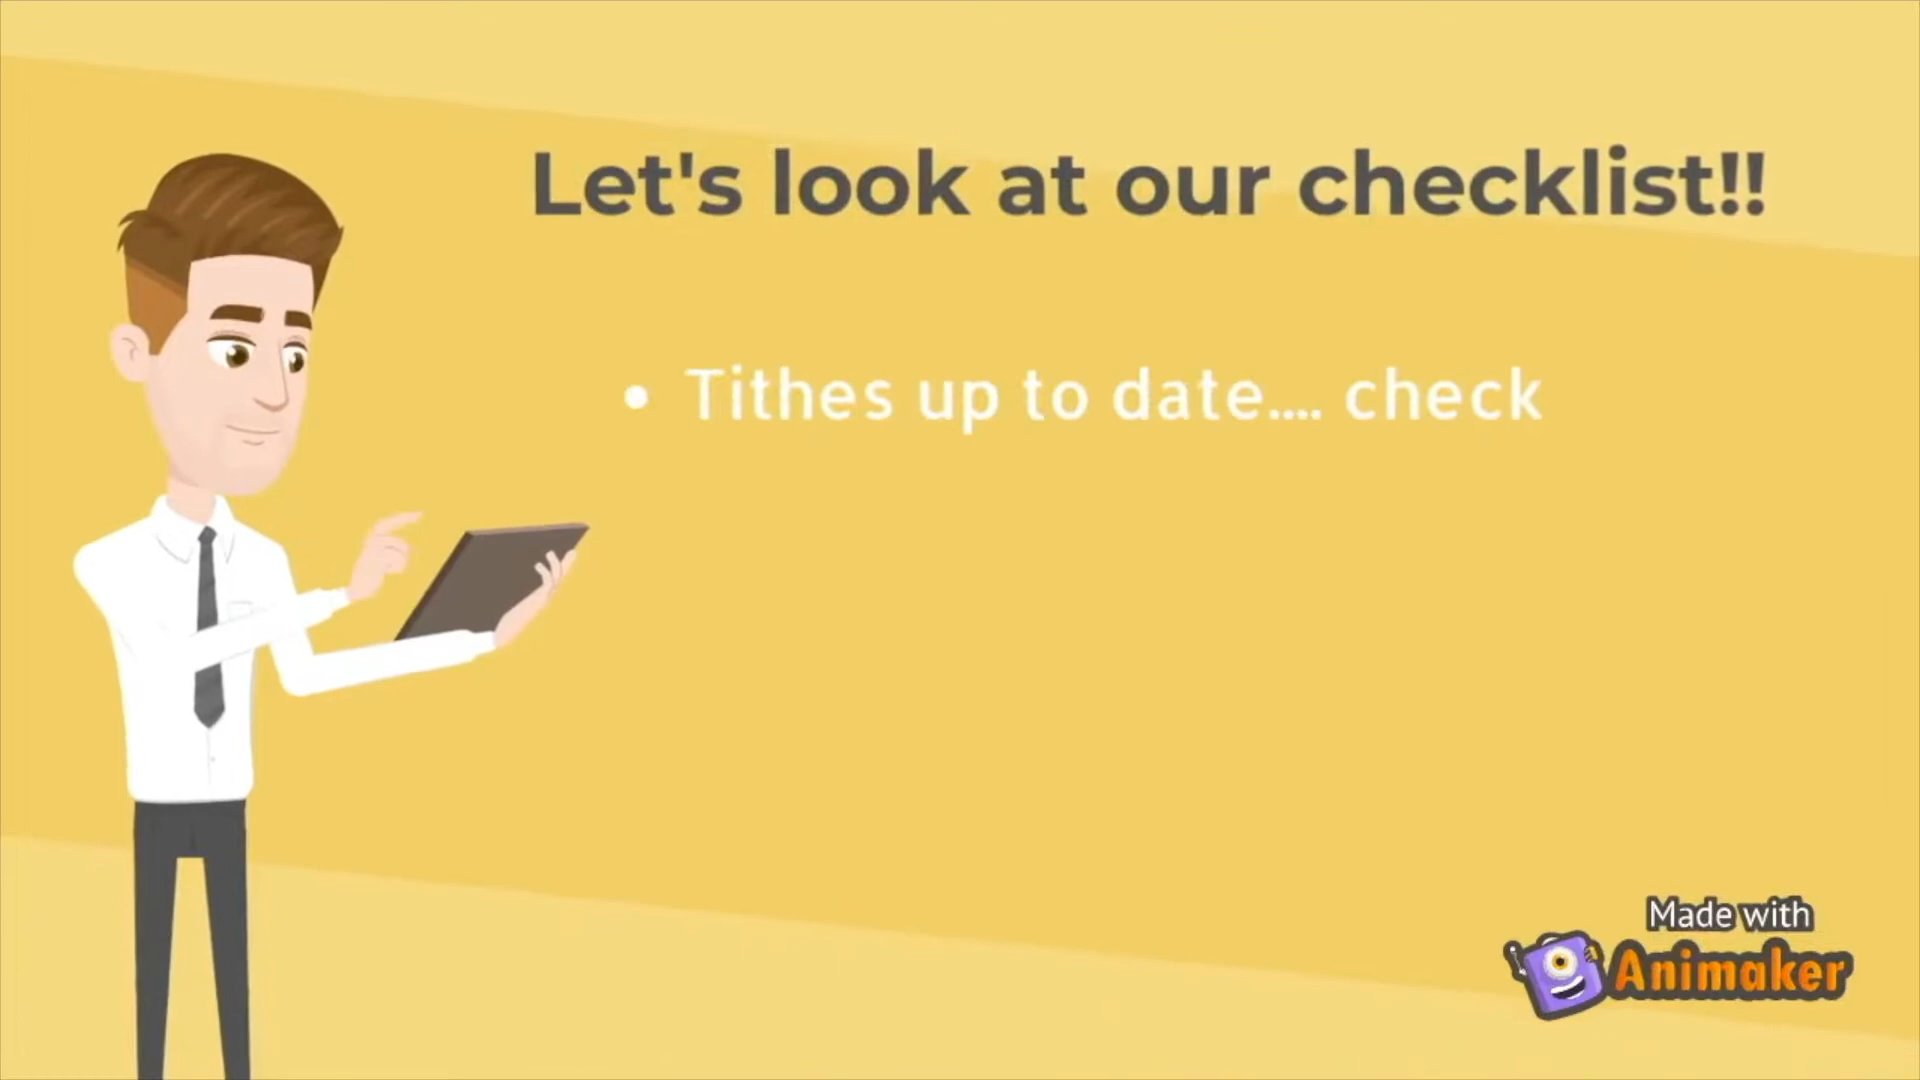 Let's look at our checklist!!
• Tithes up to date.... check
Made with
Animaker